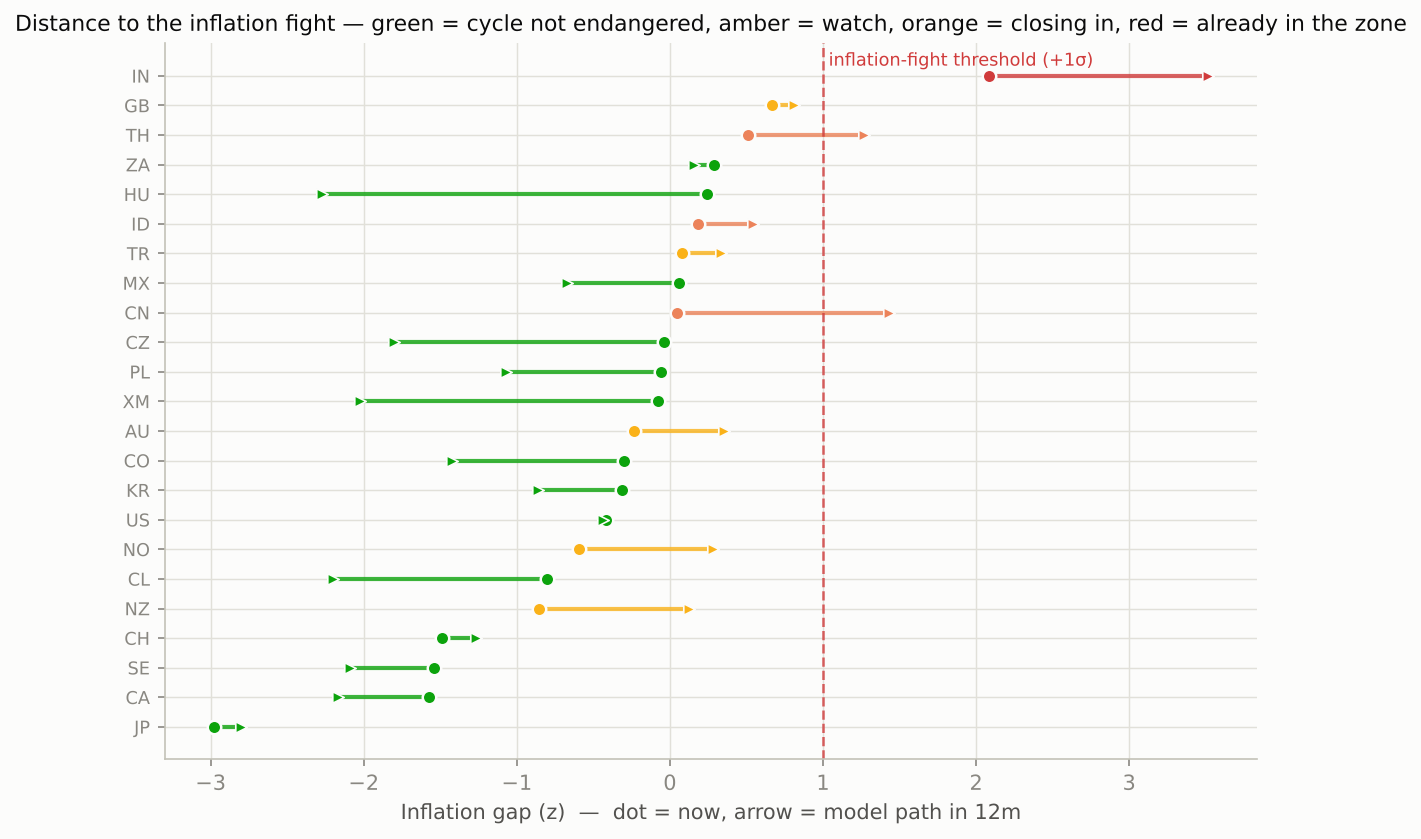 Distance to the inflation fight — green = cycle not endangered, amber = watch, orange = closing in, red = already in the zone
inflation-fight threshold (+1σ)
IN
GB
TH
ZA
HU
ID
TR
MX
CN
CZ
PL
XM
AU
CO
KR
US
NO
CL
NZ
CH
SE
CA
JP
−3 −2 −1 0 1 2 3
Inflation gap (z) — dot = now, arrow = model path in 12m